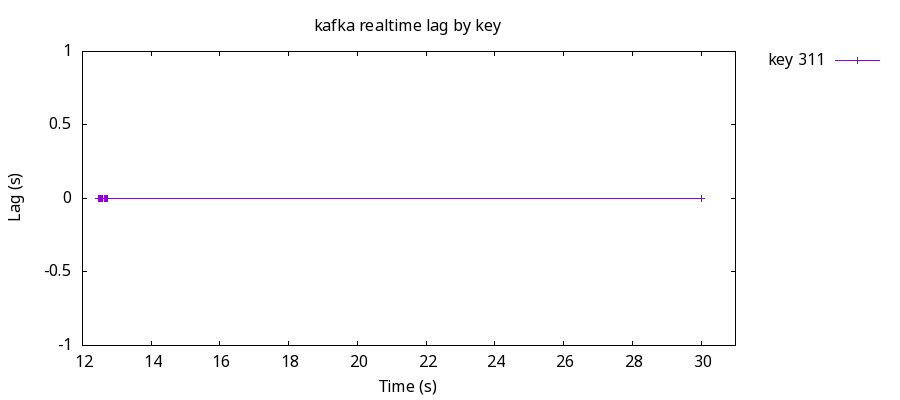 kafka realtime lag by key
key 311
1
0.5
0
-0.5
-1
Lag (s)
12 14 16 18 20 22 24 26 28 30
Time (s)